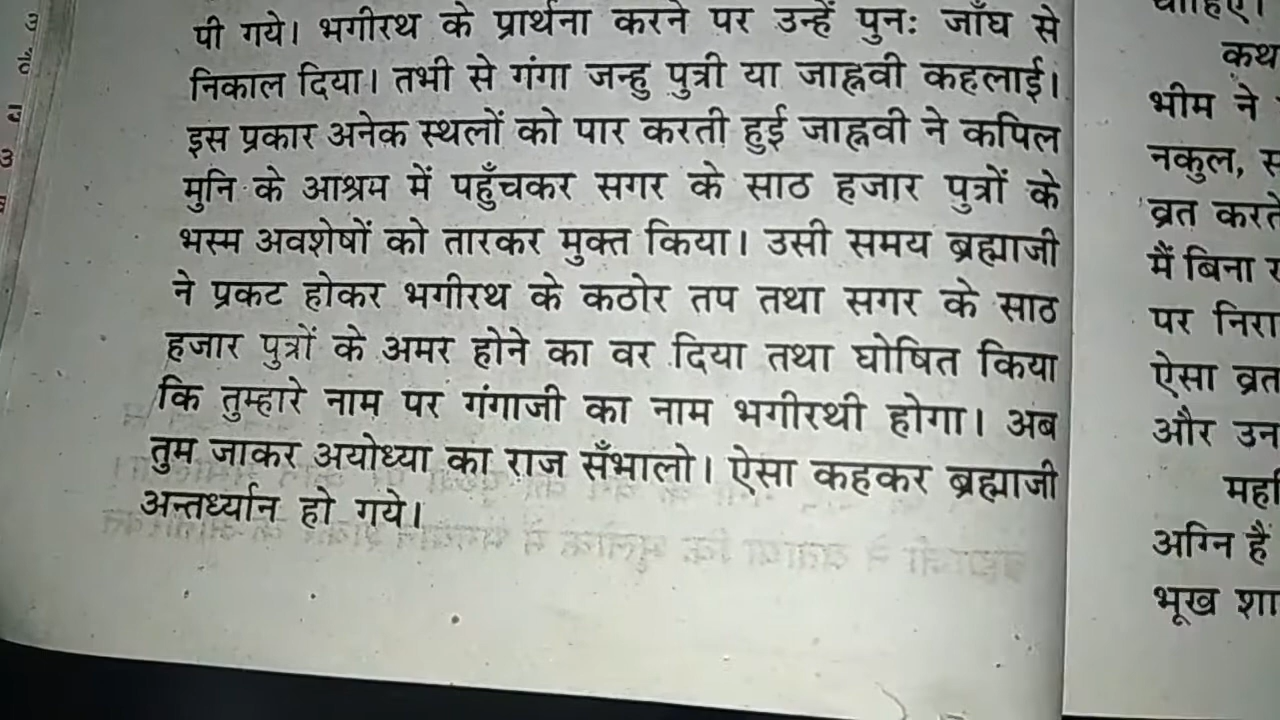 पी गये। भगीरथ के प्रार्थना करने पर उन्हें पुनः जाँघ से
निकाल दिया। तभी से गंगा जन्हु पुत्री या जाह्नवी कहलाई।
इस प्रकार अनेक स्थलों को पार करती हुई जाह्नवी ने कपिल
मुनि के आश्रम में पहुँचकर सगर के साठ हजार पुत्रों के
भस्म अवशेषों को तारकर मुक्त किया। उसी समय ब्रह्माजी
ने प्रकट होकर भगीरथ के कठोर तप तथा सगर के साठ
हजार पुत्रों के अमर होने का वर दिया तथा घोषित किया
कि तुम्हारे नाम पर गंगाजी का नाम भगीरथी होगा। अब
तुम जाकर अयोध्या का राज सँभालो। ऐसा कहकर ब्रह्माजी
अन्तर्ध्यान हो गये।
कथ
भीम ने
नकुल, स
व्रत करते
मैं बिना
पर निरा
ऐसा व्रत
और उन
महर्षि
अग्नि है
भूख शा